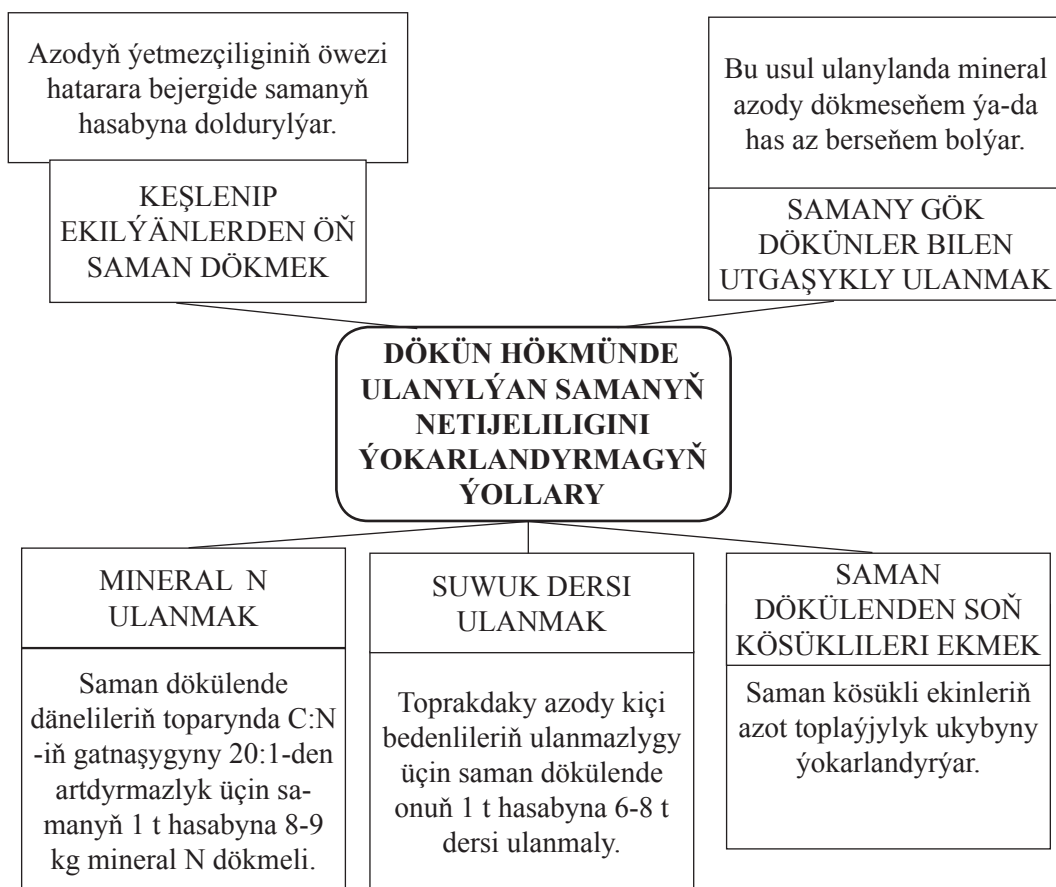 Azodyň ýetmezçiliginiň öwezi
hatarara bejergide samanyň
hasabyna doldurylýar.
KEŞLENIP
EKILÝÄNLERDEN ÖŇ
SAMAN DÖKMEK
Bu usul ulanylanda mineral
azody dökmeseňem ýa-da
has az berseňem bolýar.
SAMANY GÖK
DÖKÜNLER BILEN
UTGAŞYKLY ULANMAK
DÖKÜN HÖKMÜNDE
ULANYLÝAN SAMANYŇ
NETIJELILIGINI
ÝOKARLANDYRMAGYŇ
ÝOLLARY
MINERAL N
ULANMAK
Saman dökülende
dänelileriň toparynda C:N
-iň gatnaşygyny 20:1-den
artdyrmazlyk üçin sa-
manyň 1 t hasabyna 8-9
kg mineral N dökmeli.
SUWUK DERSI
ULANMAK
Toprakdaky azody kiçi
bedenlileriň ulanmazlygy
üçin saman dökülende
onuň 1 t hasabyna 6-8 t
dersi ulanmaly.
SAMAN
DÖKÜLENDEN SOŇ
KÖSÜKLILERI EKMEK
Saman kösükli ekinleriň
azot toplaýjylyk ukybyny
ýokarlandyrýar.